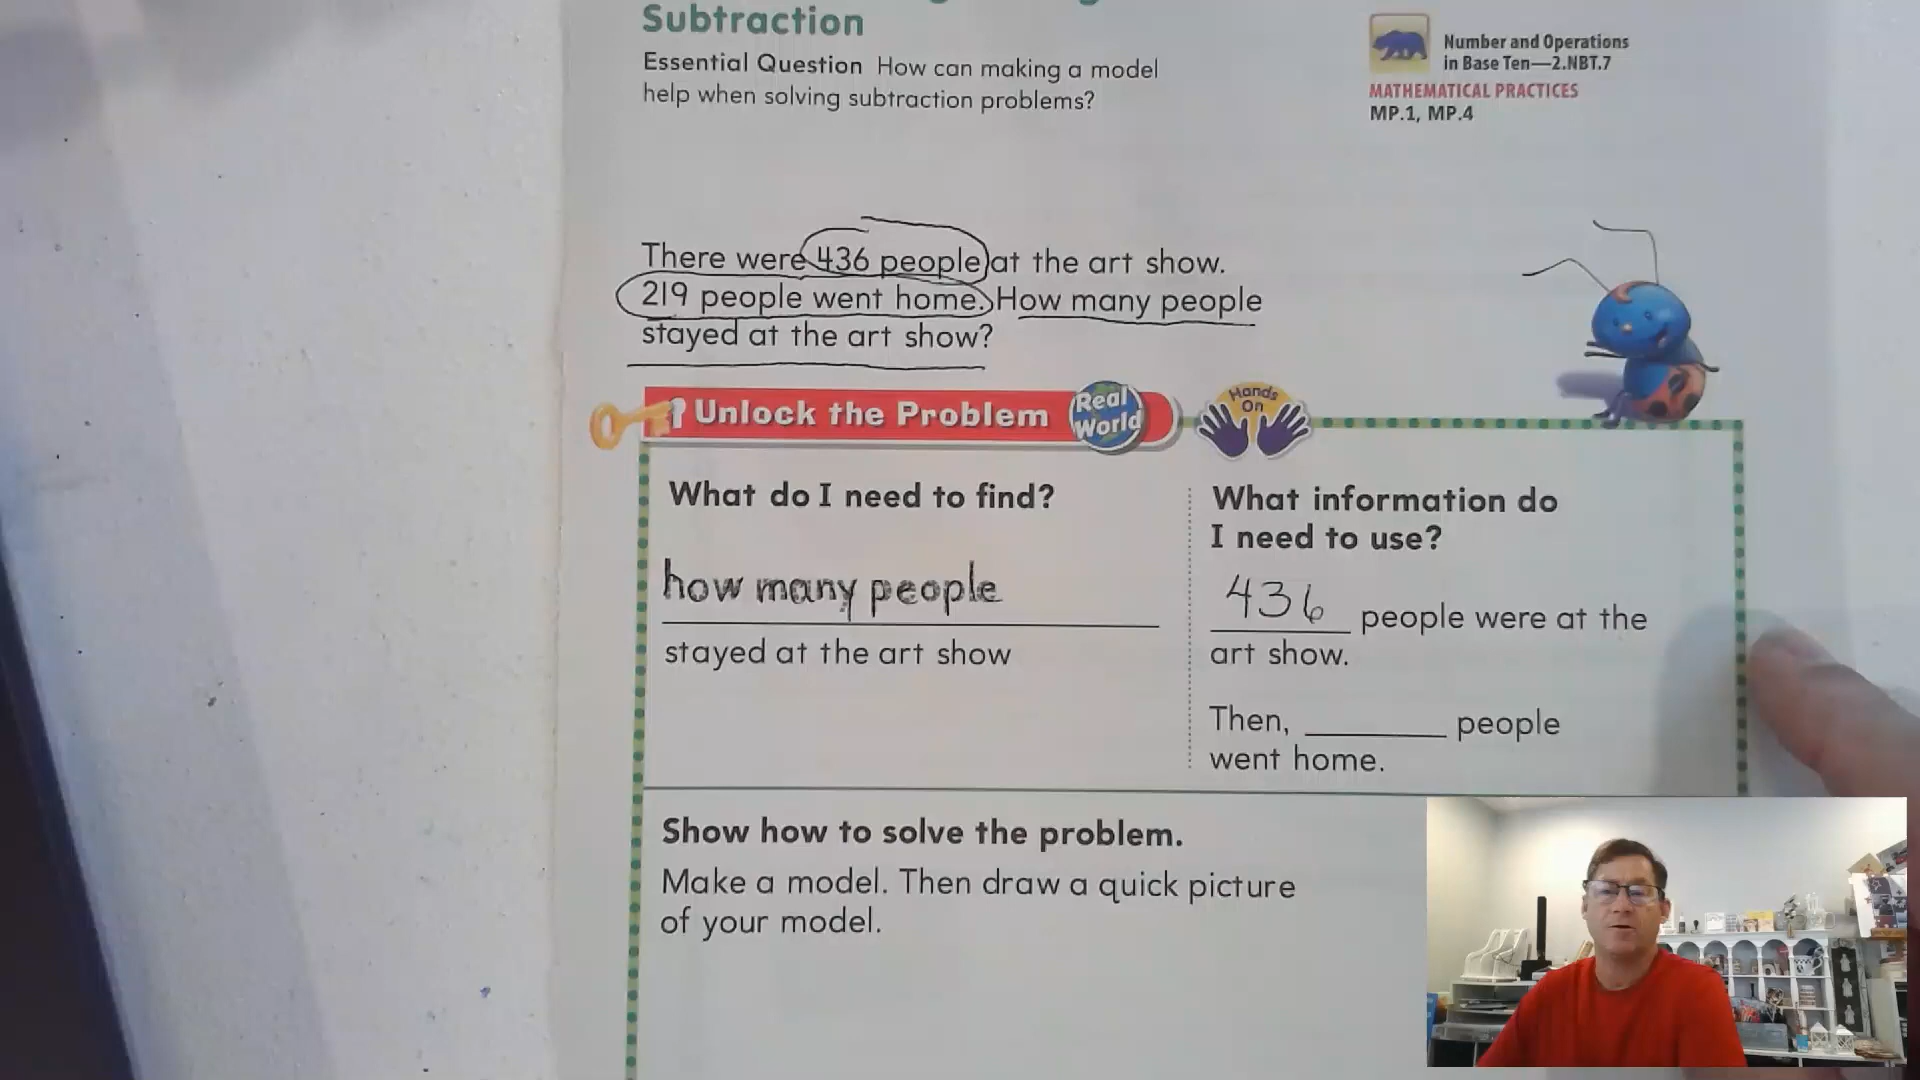 Subtraction
Essential Question How can making a model
help when solving subtraction problems?
Number and Operations
in Base Ten—2.NBT.7
MATHEMATICAL PRACTICES
MP.1, MP.4
There were 436 people at the art show.
219 people went home. How many people
stayed at the art show?
Unlock the Problem
Real
World
Hands
On
What do I need to find?
how many people
stayed at the art show
What information do
I need to use?
436 people were at the
art show.
Then, ________ people
went home.
Show how to solve the problem.
Make a model. Then draw a quick picture
of your model.